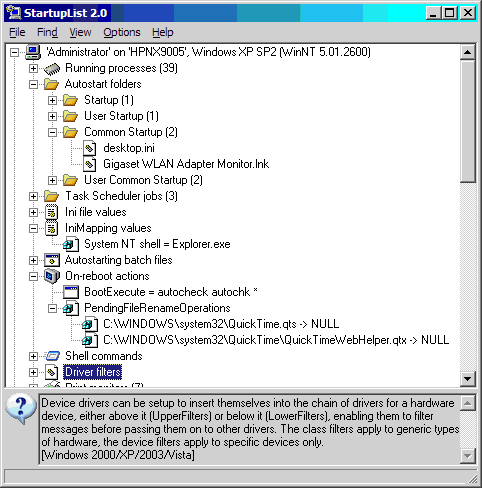 StartupList 2.0
File Find View Options Help
'Administrator' on 'HPNX9005', Windows XP SP2 (WinNT 5.01.2600)
Running processes (39)
Autostart folders
Startup (1)
User Startup (1)
Common Startup (2)
desktop.ini
Gigaset WLAN Adapter Monitor.lnk
User Common Startup (2)
Task Scheduler jobs (3)
Ini file values
IniMapping values
System NT shell = Explorer.exe
Autostarting batch files
On-reboot actions
BootExecute = autocheck autochk *
PendingFileRenameOperations
C:\WINDOWS\system32\QuickTime.qts -> NULL
C:\WINDOWS\system32\QuickTime\QuickTimeWebHelper.qtx -> NULL
Shell commands
Driver filters
Print monitors (7)
Device drivers can be setup to insert themselves into the chain of drivers for a hardware
device, either above it (UpperFilters) or below it (LowerFilters), enabling them to filter
messages before passing them on to other drivers. The class filters apply to generic types
of hardware, the device filters apply to specific devices only.
[Windows 2000/XP/2003/Vista]